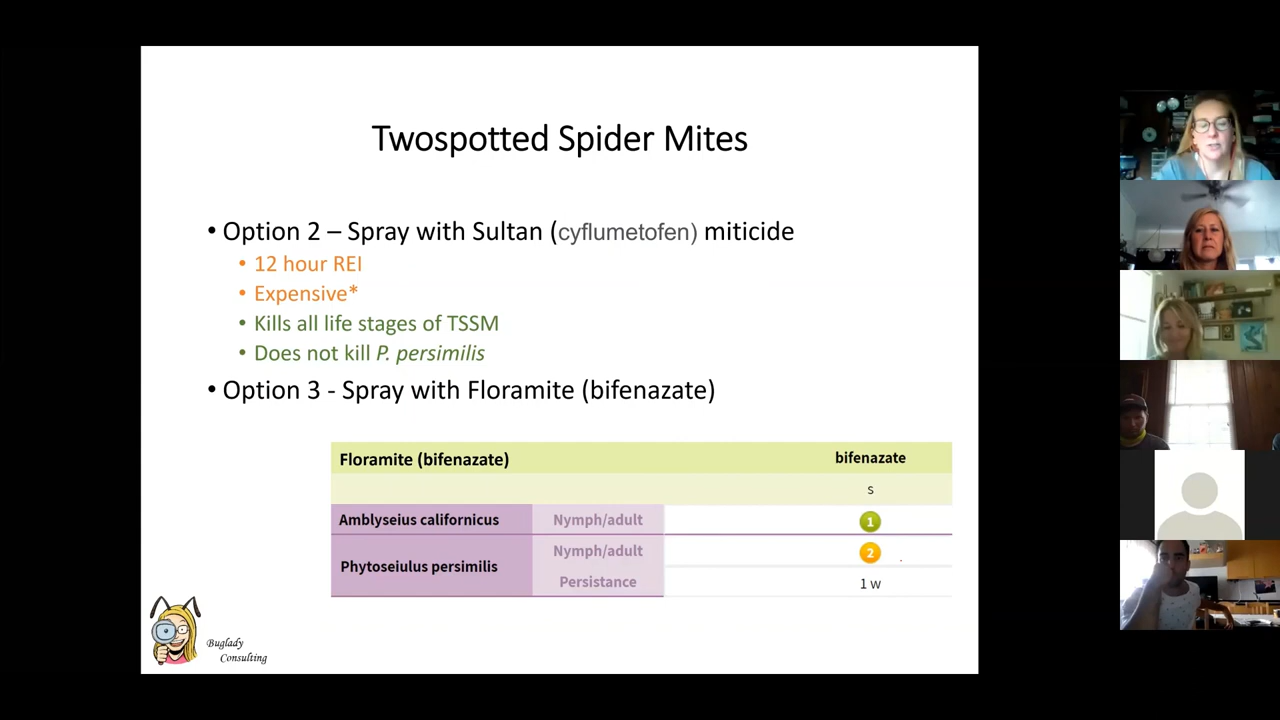 Twospotted Spider Mites
• Option 2 – Spray with Sultan (cyflumetofen) miticide
• 12 hour REI
• Expensive*
• Kills all life stages of TSSM
• Does not kill P. persimilis
• Option 3 - Spray with Floramite (bifenazate)
Floramite (bifenazate) bifenazate
s
Amblyseius californicus Nymph/adult 1
Phytoseiulus persimilis Nymph/adult 2
Persistance 1 w
Buglady
Consulting